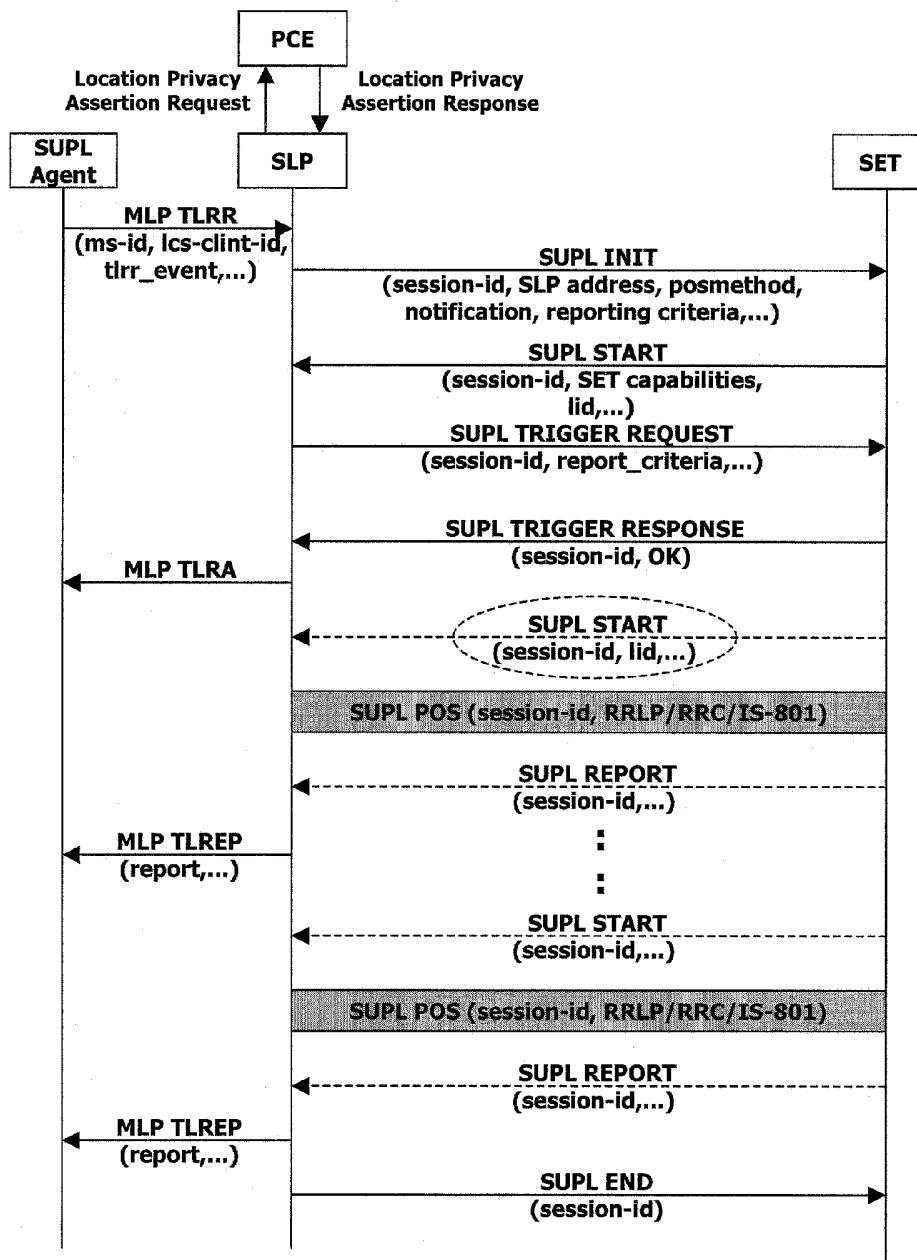 PCE
Location Privacy
Assertion Request
Location Privacy
Assertion Response
SUPL
Agent
SLP
SET
MLP TLRR
(ms-id, lcs-clint-id,
tlrr_event,...)
SUPL INIT
(session-id, SLP address, posmethod,
notification, reporting criteria,...)
SUPL START
(session-id, SET capabilities,
lid,...)
SUPL TRIGGER REQUEST
(session-id, report_criteria,...)
SUPL TRIGGER RESPONSE
(session-id, OK)
MLP TLRA
SUPL START
(session-id, lid,...)
SUPL POS (session-id, RRLP/RRC/IS-801)
SUPL REPORT
(session-id,...)
MLP TLREP
(report,...)
SUPL START
(session-id,...)
SUPL POS (session-id, RRLP/RRC/IS-801)
SUPL REPORT
(session-id,...)
MLP TLREP
(report,...)
SUPL END
(session-id)